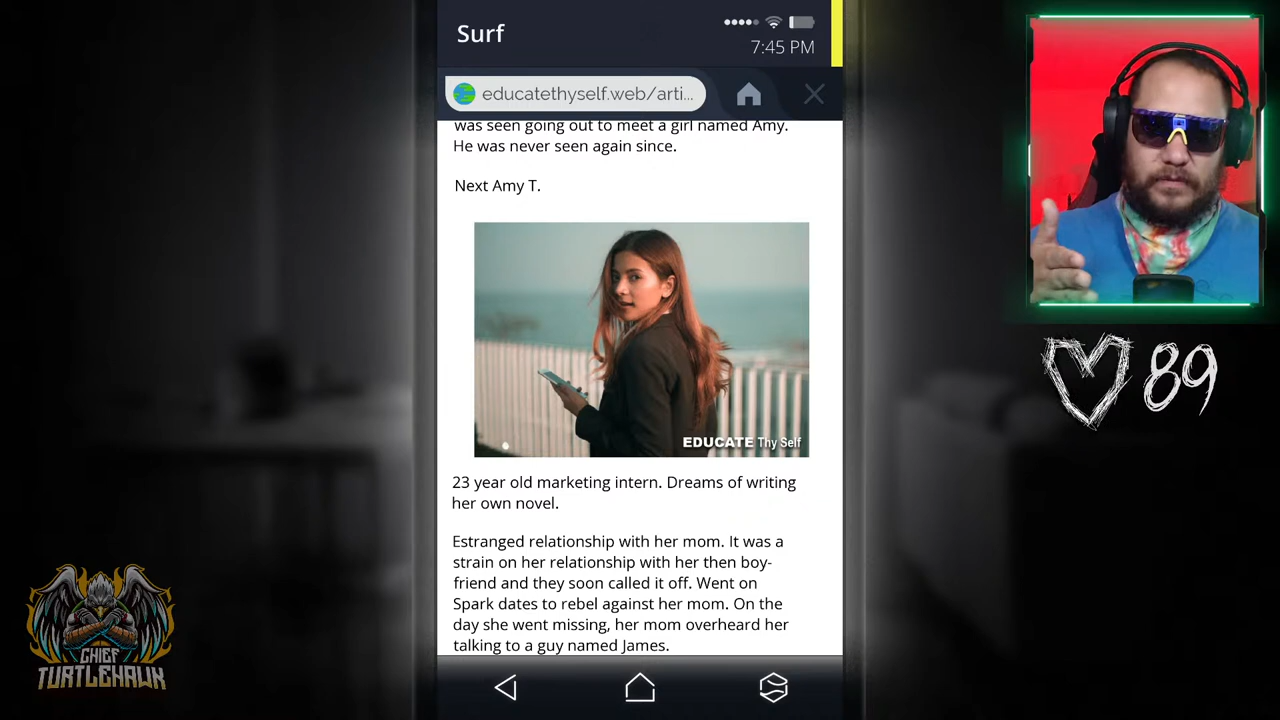 Surf
7:45 PM
educatethyself.web/arti...
was seen going out to meet a girl named Amy.
He was never seen again since.
Next Amy T.
EDUCATE Thy Self
23 year old marketing intern. Dreams of writing
her own novel.
Estranged relationship with her mom. It was a
strain on her relationship with her then boy-
friend and they soon called it off. Went on
Spark dates to rebel against her mom. On the
day she went missing, her mom overheard her
talking to a guy named James.
89
CHIEF
TURTLEHAWK